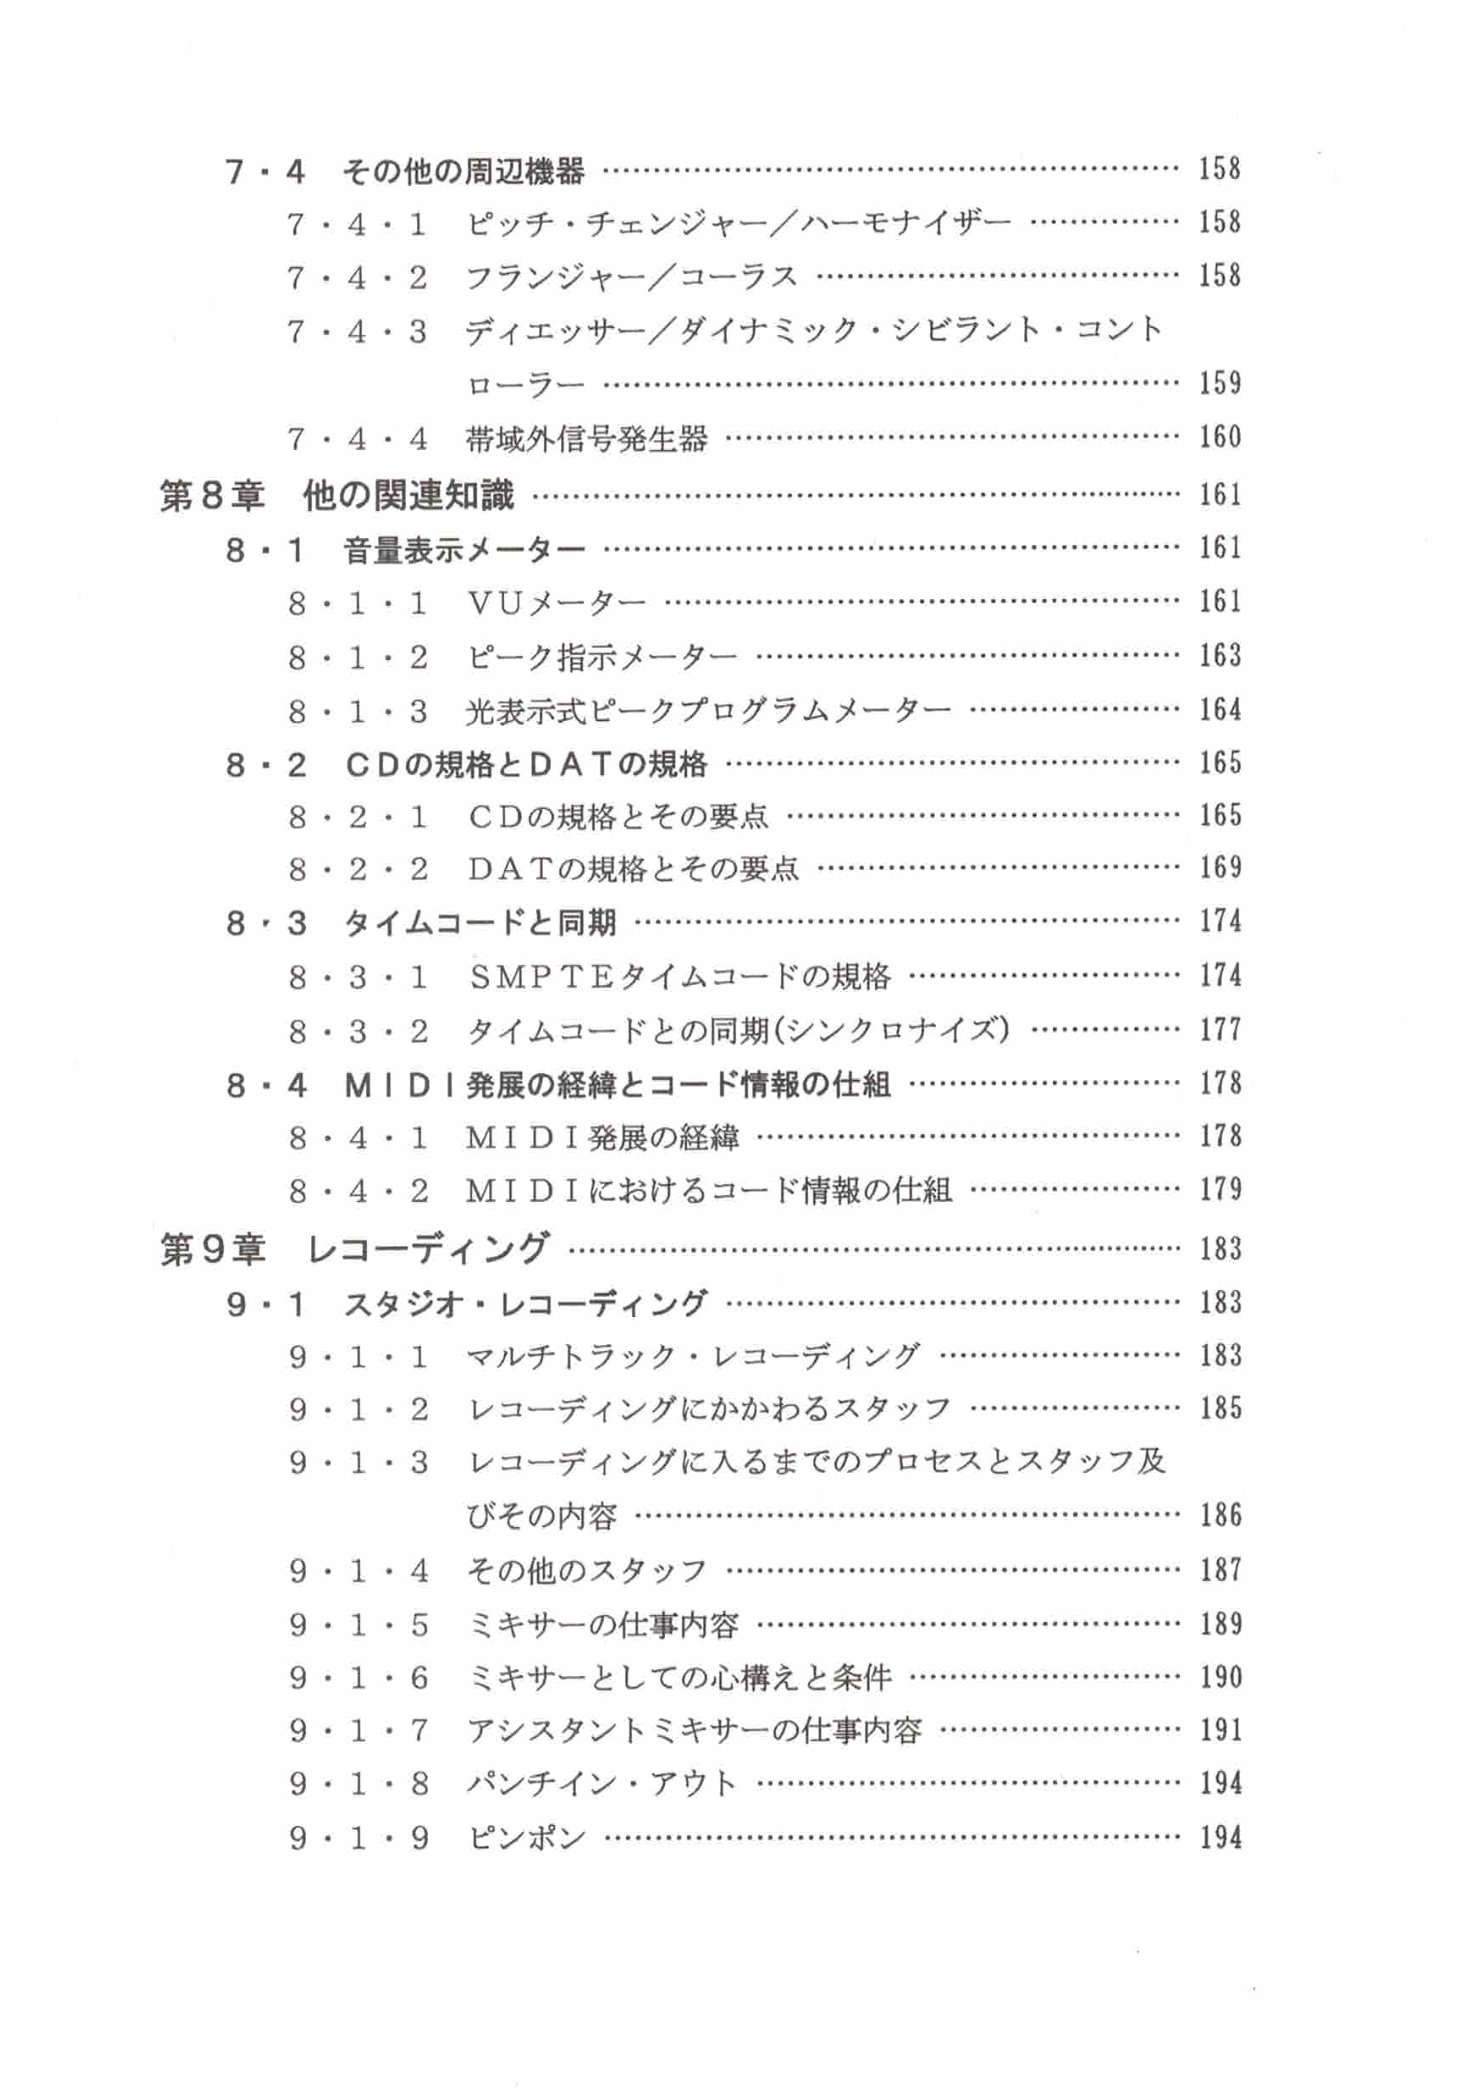 7・4 その他の周辺機器 …… 158
7・4・1 ピッチ・チェンジャー／ハーモナイザー …… 158
7・4・2 フランジャー／コーラス …… 158
7・4・3 ディエッサー／ダイナミック・シビラント・コント
ローラー …… 159
7・4・4 帯域外信号発生器 …… 160
第8章 他の関連知識 …… 161
8・1 音量表示メーター …… 161
8・1・1 VUメーター …… 161
8・1・2 ピーク指示メーター …… 163
8・1・3 光表示式ピークプログラムメーター …… 164
8・2 CDの規格とDATの規格 …… 165
8・2・1 CDの規格とその要点 …… 165
8・2・2 DATの規格とその要点 …… 169
8・3 タイムコードと同期 …… 174
8・3・1 SMPTEタイムコードの規格 …… 174
8・3・2 タイムコードとの同期(シンクロナイズ) …… 177
8・4 MIDI発展の経緯とコード情報の仕組 …… 178
8・4・1 MIDI発展の経緯 …… 178
8・4・2 MIDIにおけるコード情報の仕組 …… 179
第9章 レコーディング …… 183
9・1 スタジオ・レコーディング …… 183
9・1・1 マルチトラック・レコーディング …… 183
9・1・2 レコーディングにかかわるスタッフ …… 185
9・1・3 レコーディングに入るまでのプロセスとスタッフ及
びその内容 …… 186
9・1・4 その他のスタッフ …… 187
9・1・5 ミキサーの仕事内容 …… 189
9・1・6 ミキサーとしての心構えと条件 …… 190
9・1・7 アシスタントミキサーの仕事内容 …… 191
9・1・8 パンチイン・アウト …… 194
9・1・9 ピンポン …… 194